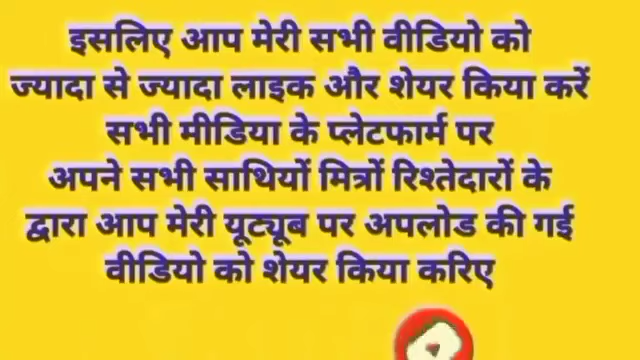 इसलिए आप मेरी सभी वीडियो को
ज्यादा से ज्यादा लाइक और शेयर किया करें
सभी मीडिया के प्लेटफार्म पर
अपने सभी साथियों मित्रों रिश्तेदारों के
द्वारा आप मेरी यूट्यूब पर अपलोड की गई
वीडियो को शेयर किया करिए